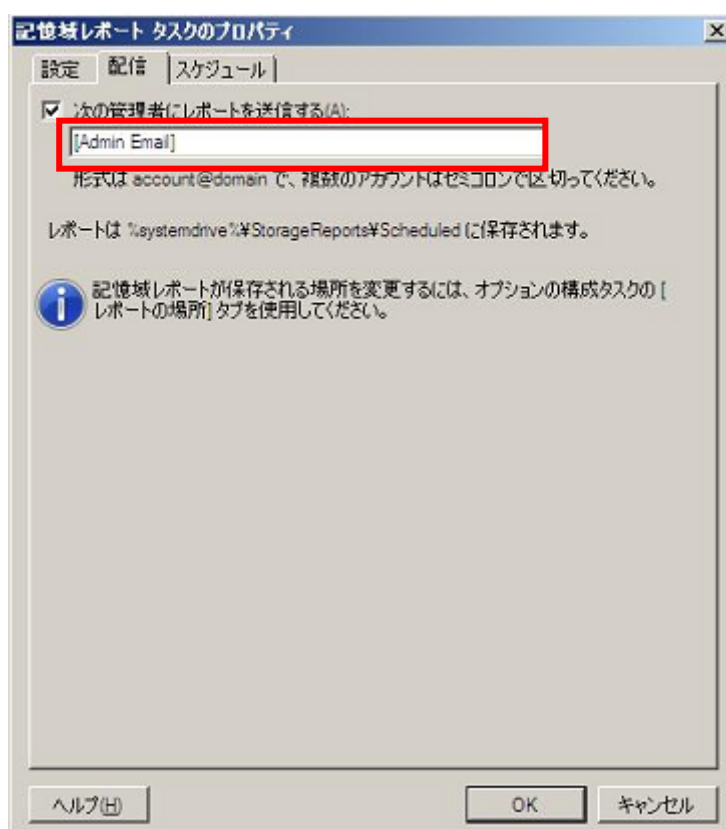 記憶域レポート タスクのプロパティ
設定 配信 スケジュール
次の管理者にレポートを送信する(A):
[Admin Email]
形式は account@domain で、複数のアカウントはセミコロンで区切ってください。
レポートは %systemdrive%¥StorageReports¥Scheduled に保存されます。
記憶域レポートが保存される場所を変更するには、オプションの構成タスクの [
レポートの場所] タブを使用してください。
ヘルプ(H) OK キャンセル